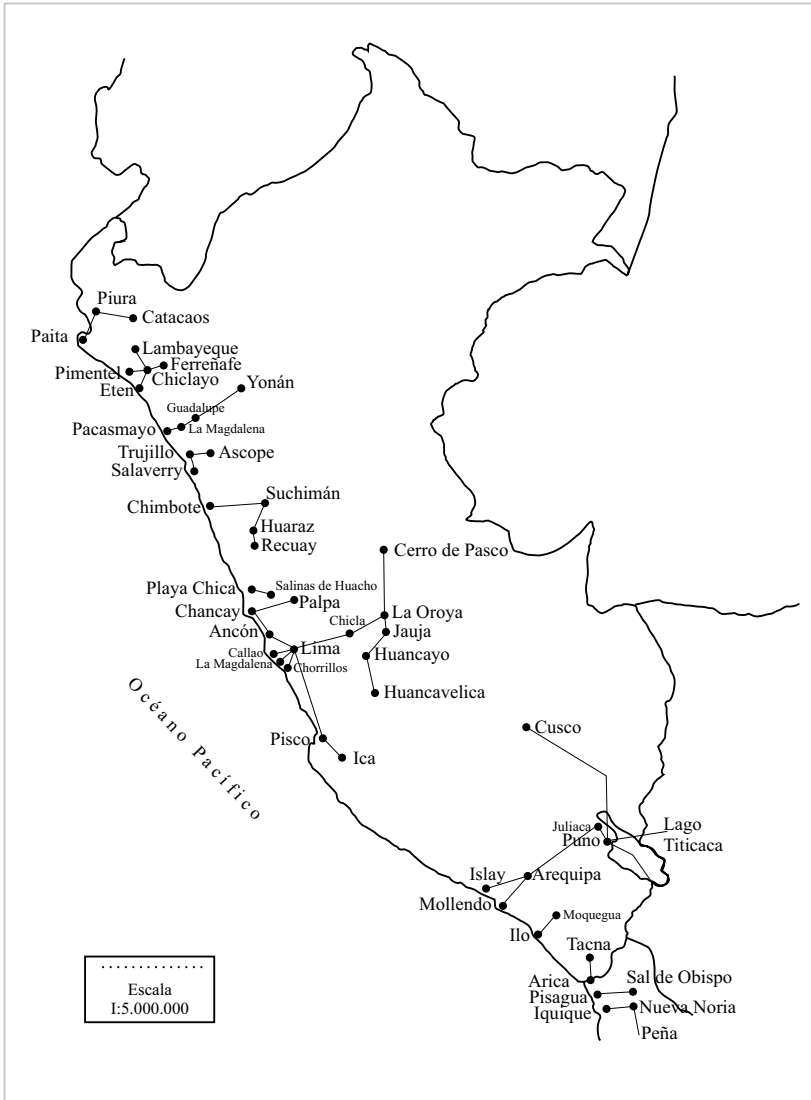 Piura
Catacaos
Paita
Lambayeque
Ferreñafe
Pimentel
Chiclayo
Eten
Yonán
Guadalupe
La Magdalena
Pacasmayo
Trujillo
Ascope
Salaverry
Suchimán
Chimbote
Huaraz
Recuay
Cerro de Pasco
Playa Chica
Salinas de Huacho
Palpa
Chancay
La Oroya
Chicla
Jauja
Ancón
Lima
Callao
Huancayo
La Magdalena
Chorrillos
Huancavelica
Océano Pacífico
Pisco
Ica
Cusco
Juliaca
Puno
Lago
Titicaca
Islay
Arequipa
Mollendo
Moquegua
Ilo
Tacna
Arica
Sal de Obispo
Pisagua
Iquique
Nueva Noria
Peña
Escala
I:5.000.000